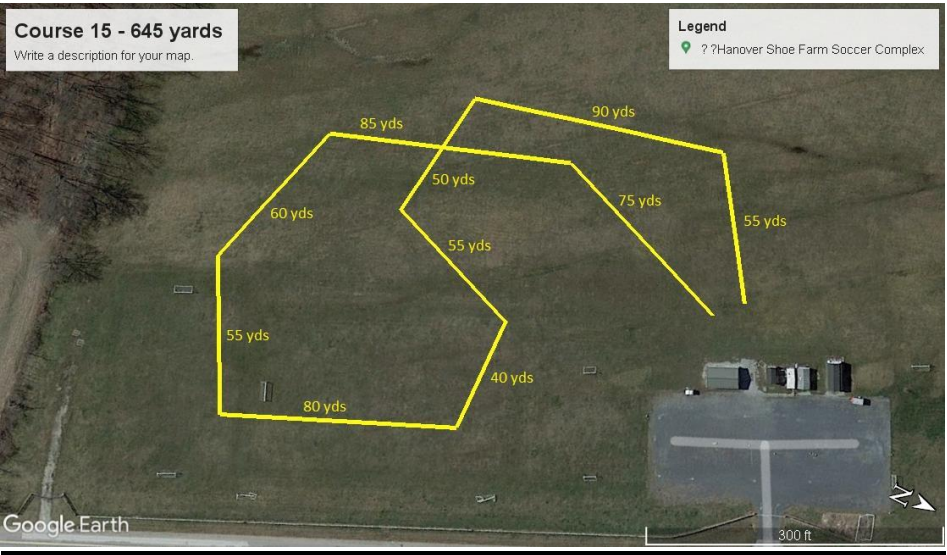 Course 15 - 645 yards
Write a description for your map.
Legend
? ?Hanover Shoe Farm Soccer Complex
90 yds
85 yds
50 yds
75 yds
60 yds
55 yds
55 yds
55 yds
40 yds
80 yds
N
Google Earth
300 ft